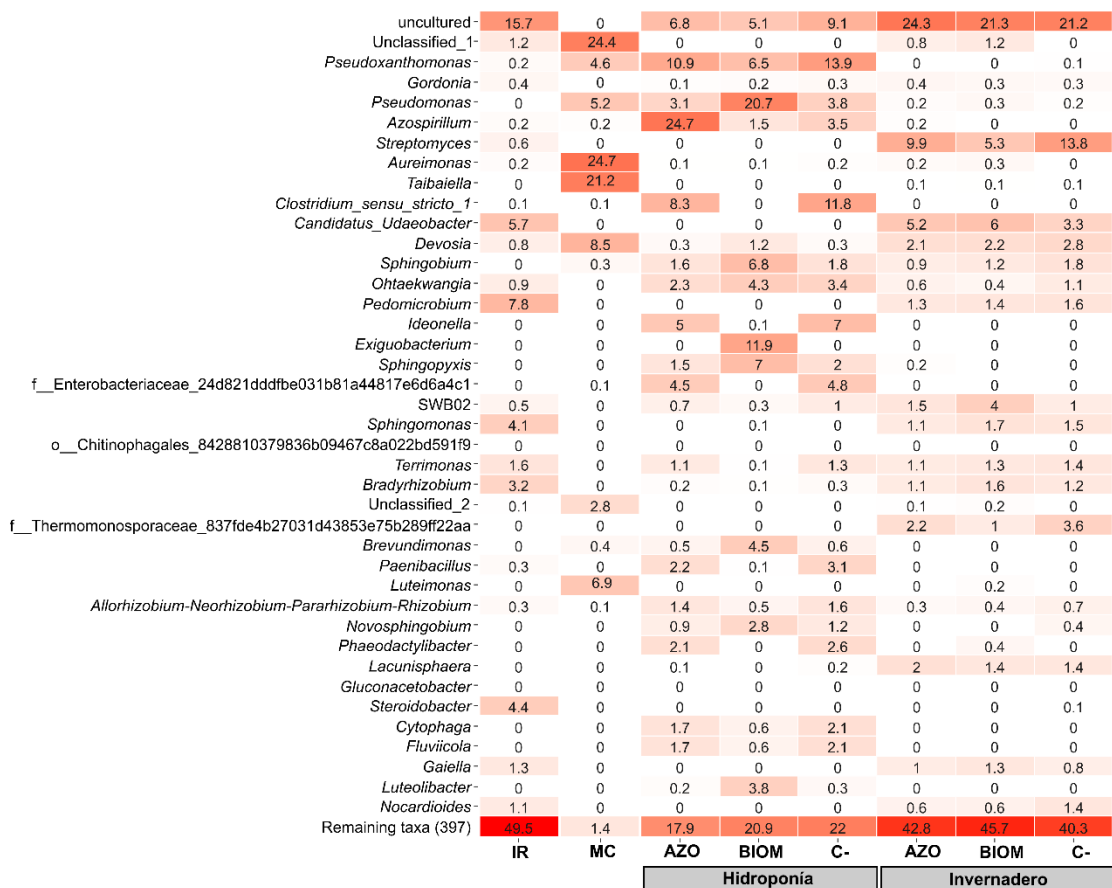 uncultured 15.7 0 6.8 5.1 9.1 24.3 21.3 21.2
Unclassified_1 1.2 24.4 0 0 0 0.8 1.2 0
Pseudoxanthomonas 0.2 4.6 10.9 6.5 13.9 0 0 0.1
Gordonia 0.4 0 0.1 0.2 0.3 0.4 0.3 0.3
Pseudomonas 0 5.2 3.1 20.7 3.8 0.2 0.3 0.2
Azospirillum 0.2 0.2 24.7 1.5 3.5 0.2 0 0
Streptomyces 0.6 0 0 0 0 9.9 5.3 13.8
Aureimonas 0.2 24.7 0.1 0.1 0.2 0.2 0.3 0
Taibaiella 0 21.2 0 0 0 0.1 0.1 0.1
Clostridium_sensu_stricto_1 0.1 0.1 8.3 0 11.8 0 0 0
Candidatus_Udaeobacter 5.7 0 0 0 0 5.2 6 3.3
Devosia 0.8 8.5 0.3 1.2 0.3 2.1 2.2 2.8
Sphingobium 0 0.3 1.6 6.8 1.8 0.9 1.2 1.8
Ohtaekwangia 0.9 0 2.3 4.3 3.4 0.6 0.4 1.1
Pedomicrobium 7.8 0 0 0 0 1.3 1.4 1.6
Ideonella 0 0 5 0.1 7 0 0 0
Exiguobacterium 0 0 0 11.9 0 0 0 0
Sphingopyxis 0 0 1.5 7 2 0.2 0 0
f__Enterobacteriaceae_24d821dddfbe031b81a44817e6d6a4c1 0 0.1 4.5 0 4.8 0 0 0
SWB02 0.5 0 0.7 0.3 1 1.5 4 1
Sphingomonas 4.1 0 0 0.1 0 1.1 1.7 1.5
o__Chitinophagales_8428810379836b09467c8a022bd591f9 0 0 0 0 0 0 0 0
Terrimonas 1.6 0 1.1 0.1 1.3 1.1 1.3 1.4
Bradyrhizobium 3.2 0 0.2 0.1 0.3 1.1 1.6 1.2
Unclassified_2 0.1 2.8 0 0 0 0.1 0.2 0
f__Thermomonosporaceae_837fde4b27031d43853e75b289ff22aa 0 0 0 0 0 2.2 1 3.6
Brevundimonas 0 0.4 0.5 4.5 0.6 0 0 0
Paenibacillus 0.3 0 2.2 0.1 3.1 0 0 0
Luteimonas 0 6.9 0 0 0 0 0.2 0
Allorhizobium-Neorhizobium-Pararhizobium-Rhizobium 0.3 0.1 1.4 0.5 1.6 0.3 0.4 0.7
Novosphingobium 0 0 0.9 2.8 1.2 0 0 0.4
Phaeodactylibacter 0 0 2.1 0 2.6 0 0.4 0
Lacunisphaera 0 0 0.1 0 0.2 2 1.4 1.4
Gluconacetobacter 0 0 0 0 0 0 0 0
Steroidobacter 4.4 0 0 0 0 0 0 0.1
Cytophaga 0 0 1.7 0.6 2.1 0 0 0
Fluviicola 0 0 1.7 0.6 2.1 0 0 0
Gaiella 1.3 0 0 0 0 1 1.3 0.8
Luteolibacter 0 0 0.2 3.8 0.3 0 0 0
Nocardioides 1.1 0 0 0 0 0.6 0.6 1.4
Remaining taxa (397) 49.5 1.4 17.9 20.9 22 42.8 45.7 40.3
IR MC AZO BIOM C- AZO BIOM C-
Hidroponía Invernadero